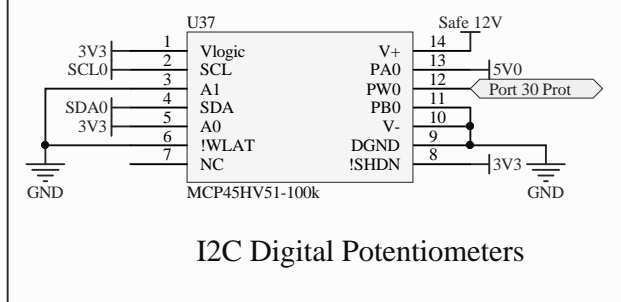 U37
Safe 12V
3V3 1 Vlogic V+ 14
SCL0 2 SCL PA0 13 5V0
3 A1 PW0 12 Port 30 Prot
SDA0 4 SDA PB0 11
3V3 5 A0 V- 10
6 !WLAT DGND 9
7 NC !SHDN 8 3V3
GND
GND
MCP45HV51-100k
I2C Digital Potentiometers